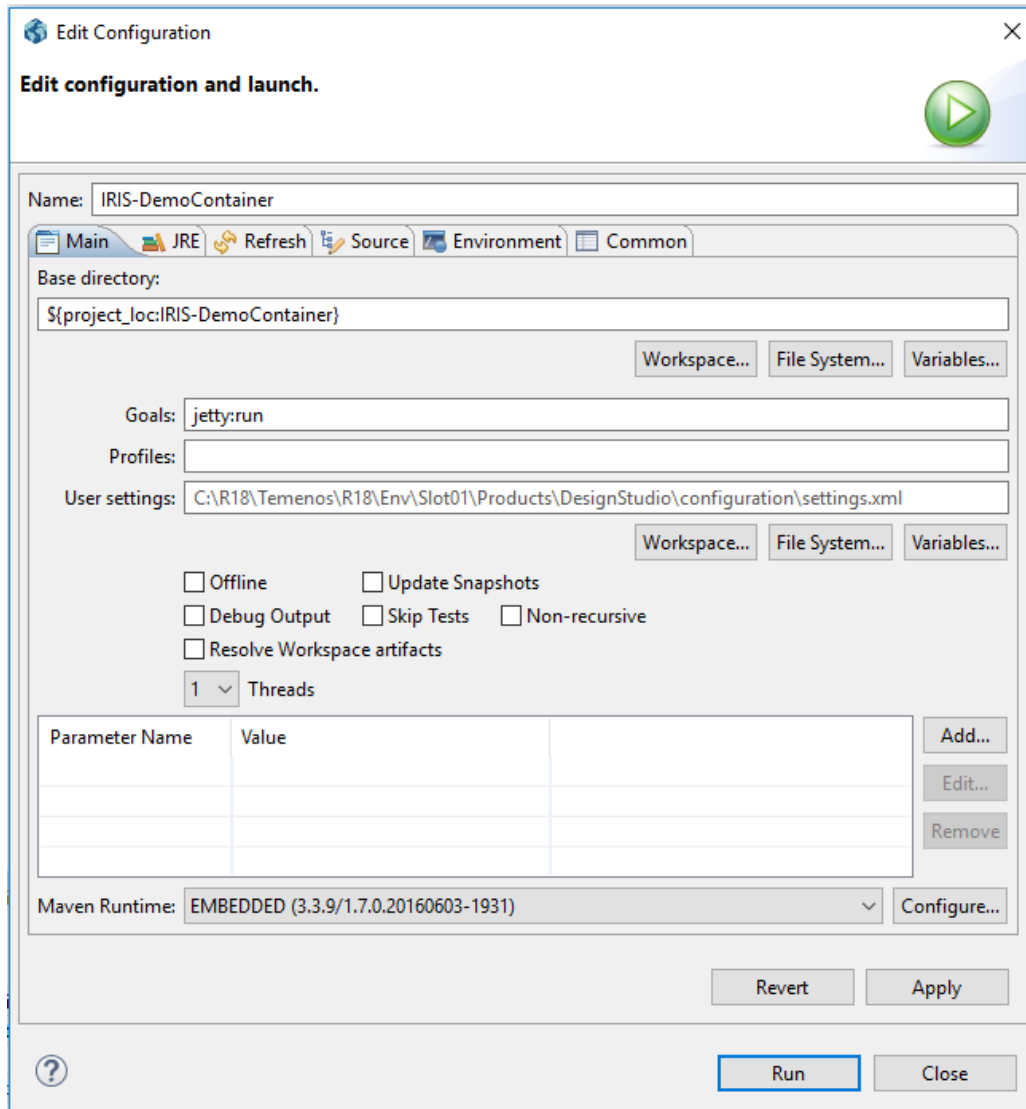 Edit Configuration
Edit configuration and launch.
Name: IRIS-DemoContainer
Main JRE Refresh Source Environment Common
Base directory:
${project_loc:IRIS-DemoContainer}
Workspace... File System... Variables...
Goals: jetty:run
Profiles:
User settings: C:\R18\Temenos\R18\Env\Slot01\Products\DesignStudio\configuration\settings.xml
Workspace... File System... Variables...
Offline Update Snapshots
Debug Output Skip Tests Non-recursive
Resolve Workspace artifacts
1 Threads
Parameter Name Value Add...
Edit...
Remove
Maven Runtime: EMBEDDED (3.3.9/1.7.0.20160603-1931) Configure...
Revert Apply
? Run Close